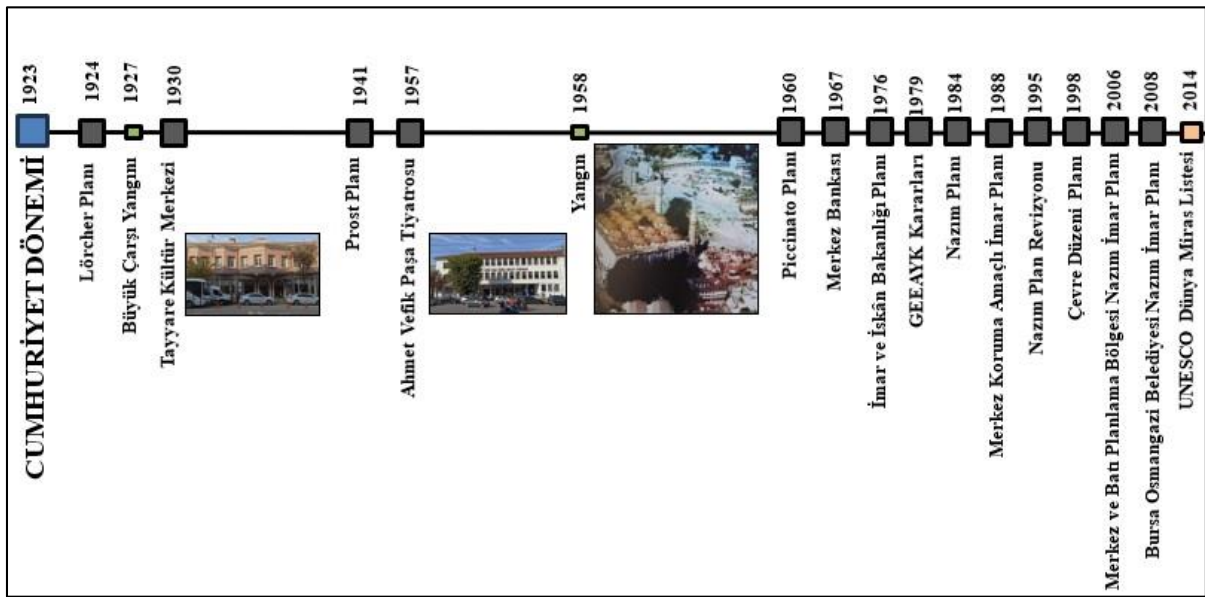 1923
CUMHURİYET DÖNEMİ
1924
Lörcher Planı
1927
Büyük Çarşı Yangını
1930
Tayyare Kültür Merkezi
1941
Prost Planı
1957
Ahmet Vefik Paşa Tiyatrosu
1958
Yangın
1960
Piccinato Planı
1967
Merkez Bankası
1976
İmar ve İskân Bakanlığı Planı
1979
GEEAYK Kararları
1984
Nazım Planı
1988
Merkez Koruma Amaçlı İmar Planı
1995
Nazım Plan Revizyonu
1998
Çevre Düzeni Planı
2006
Merkez ve Batı Planlama Bölgesi Nazım İmar Planı
2008
Bursa Osmangazi Belediyesi Nazım İmar Planı
2014
UNESCO Dünya Miras Listesi